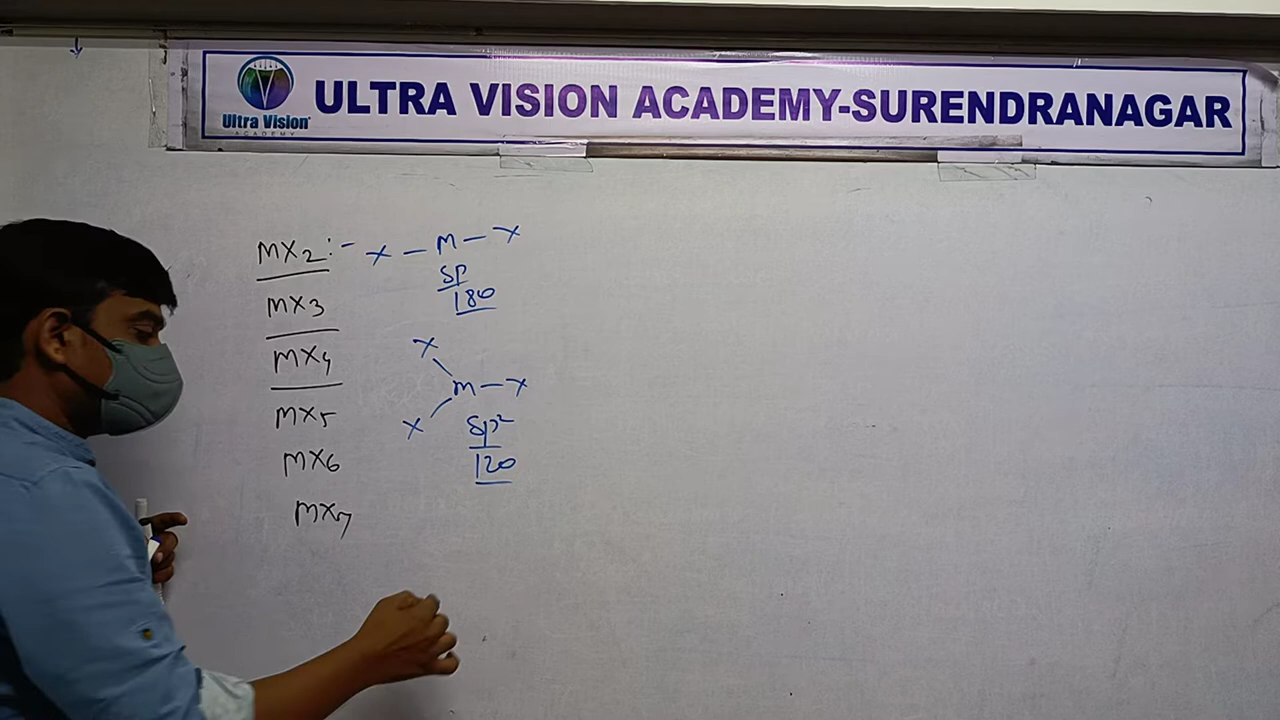 ULTRA VISION ACADEMY-SURENDRANAGAR
Ultra Vision
ACADEMY
MX2:- X - M - X
SP
180
MX3
MX4
MX5
MX6
MX7
X
M - X
X
SP²
120